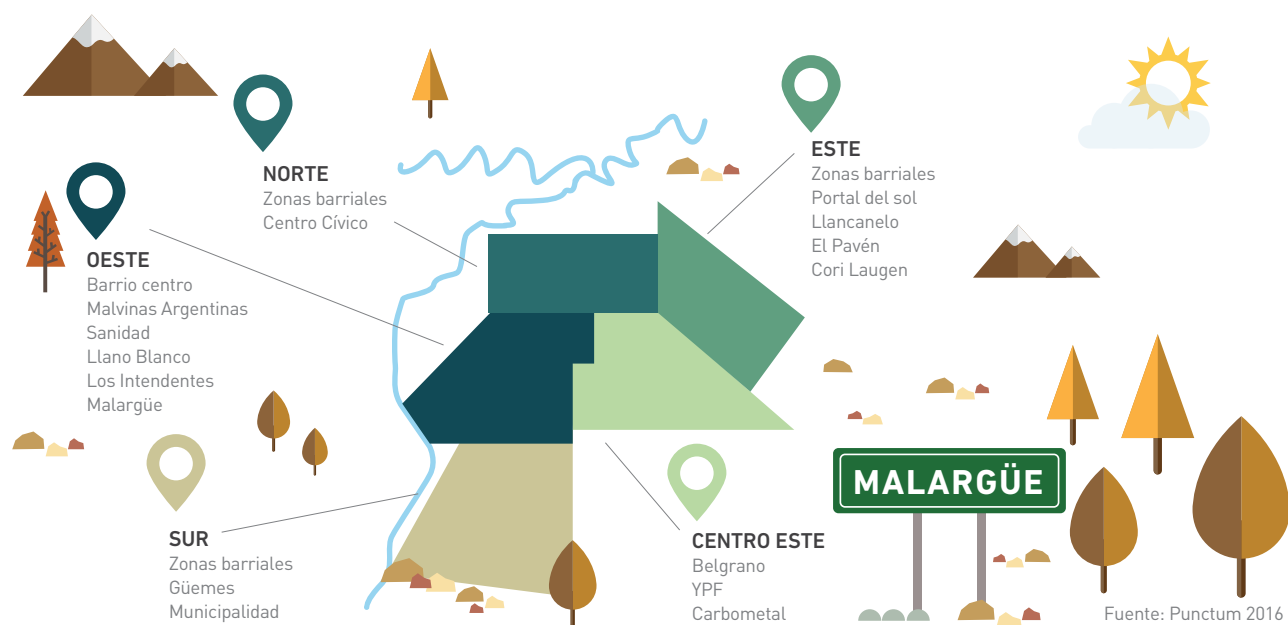 NORTE
Zonas barriales
Centro Cívico
ESTE
Zonas barriales
Portal del sol
Llancanelo
El Pavén
Cori Laugen
OESTE
Barrio centro
Malvinas Argentinas
Sanidad
Llano Blanco
Los Intendentes
Malargüe
SUR
Zonas barriales
Güemes
Municipalidad
CENTRO ESTE
Belgrano
YPF
Carbometal
MALARGÜE
Fuente: Punctum 2016